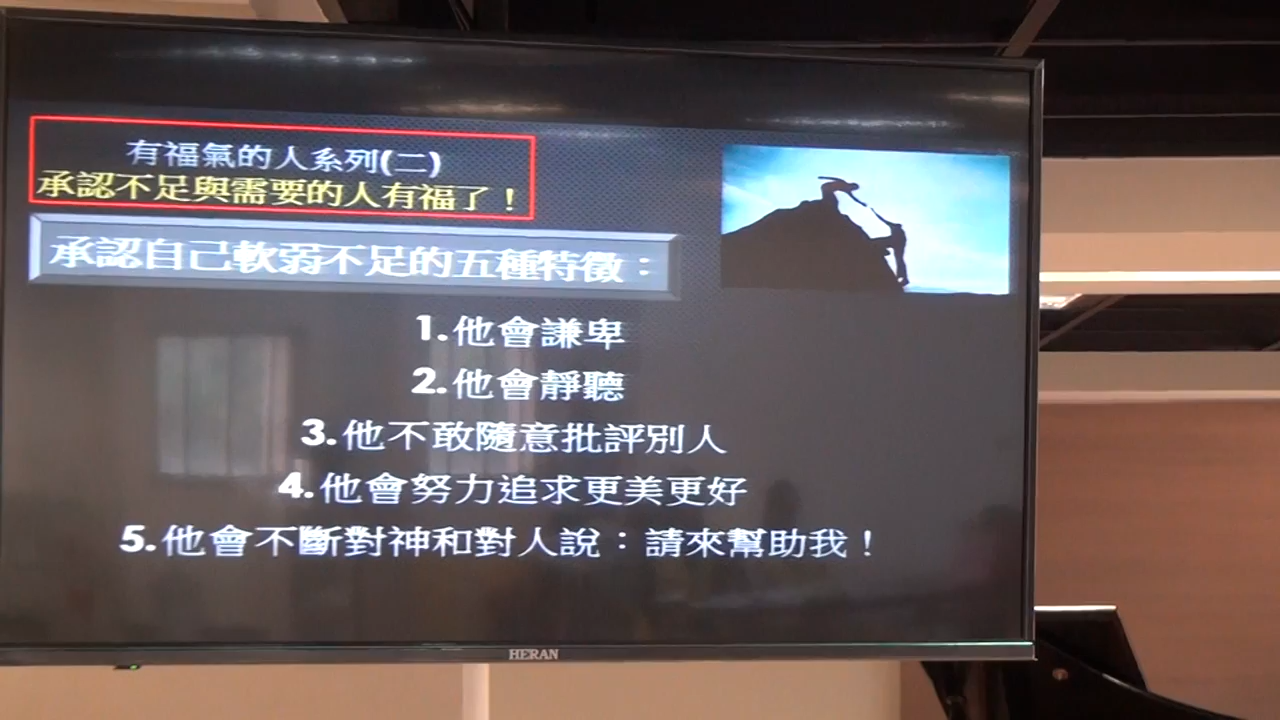 有福氣的人系列(二)
承認不足與需要的人有福了！
承認自己軟弱不足的五種特徵：
1.他會謙卑
2.他會靜聽
3.他不敢隨意批評別人
4.他會努力追求更美更好
5.他會不斷對神和對人說：請來幫助我！
HERAN